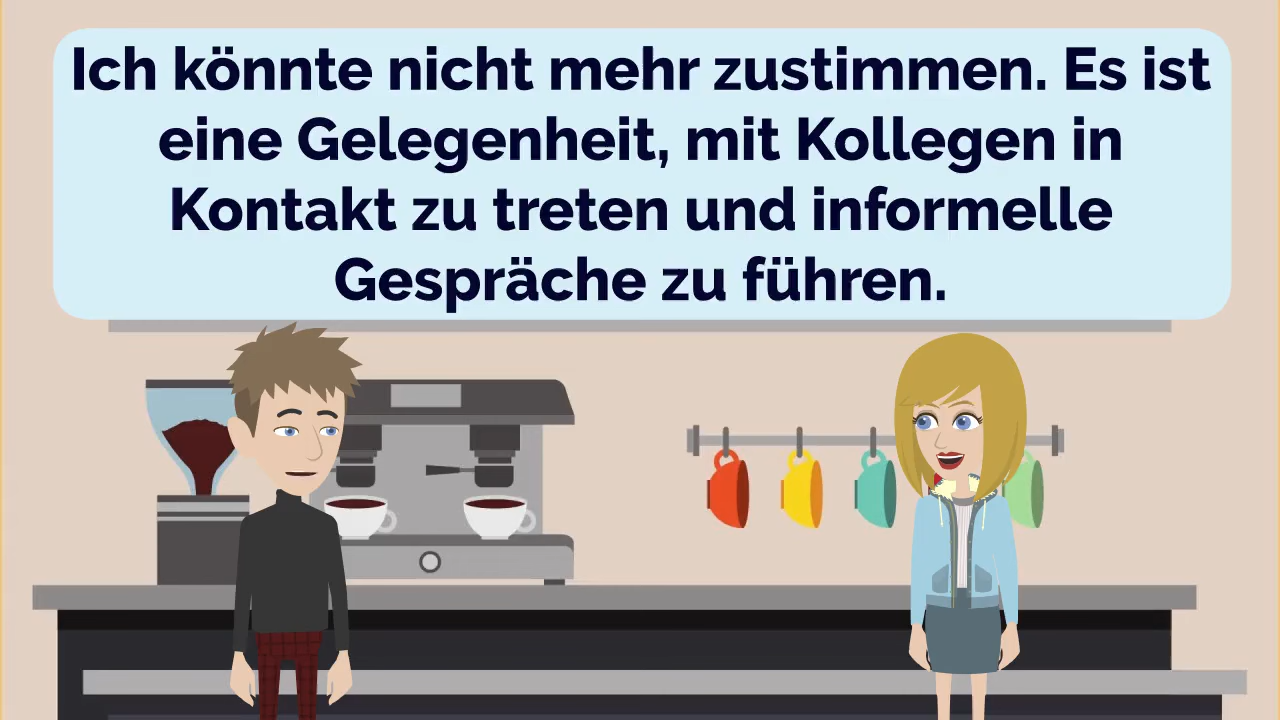 Ich könnte nicht mehr zustimmen. Es ist
eine Gelegenheit, mit Kollegen in
Kontakt zu treten und informelle
Gespräche zu führen.